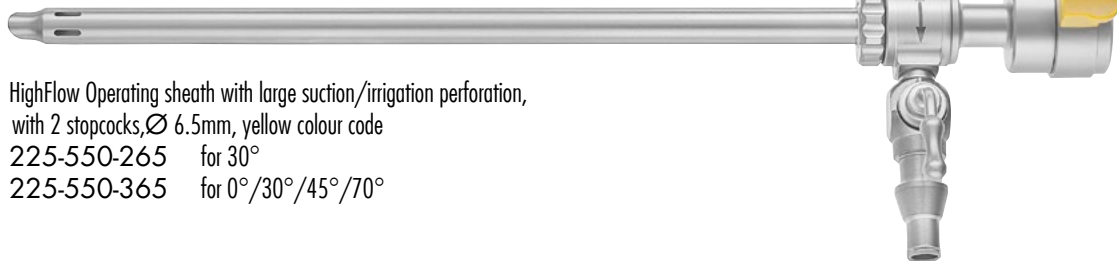 HighFlow Operating sheath with large suction/irrigation perforation,
with 2 stopcocks,Ø 6.5mm, yellow colour code
225-550-265 for 30°
225-550-365 for 0°/30°/45°/70°